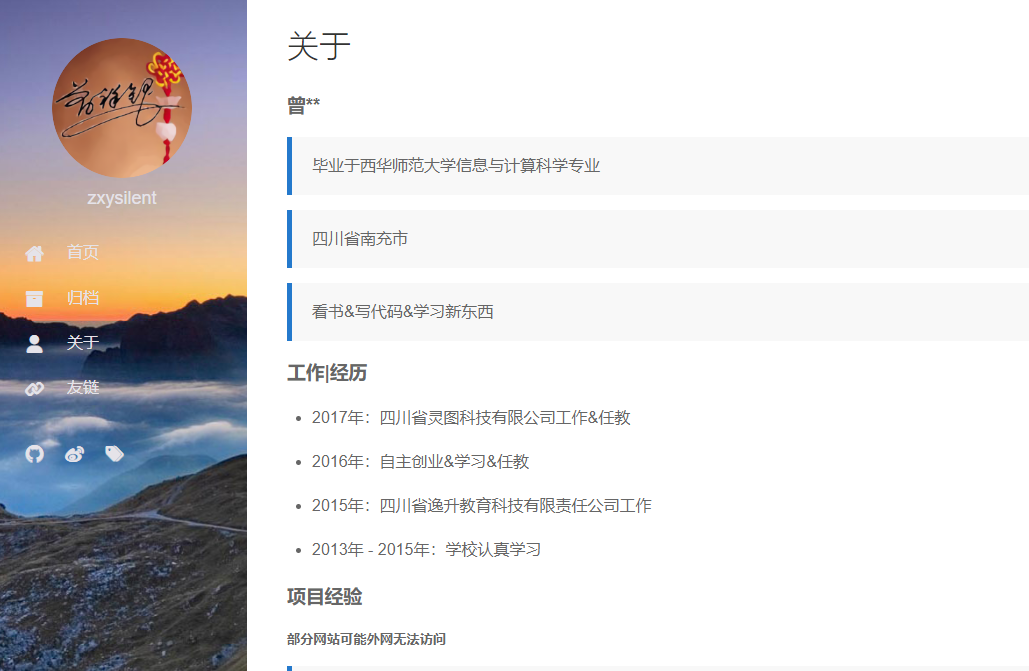 zxysilent
首页
归档
关于
友链
关于
曾**
毕业于西华师范大学信息与计算科学专业
四川省南充市
看书&写代码&学习新东西
工作|经历
2017年：四川省灵图科技有限公司工作&任教
2016年：自主创业&学习&任教
2015年：四川省逸升教育科技有限责任公司工作
2013年 - 2015年：学校认真学习
项目经验
部分网站可能外网无法访问